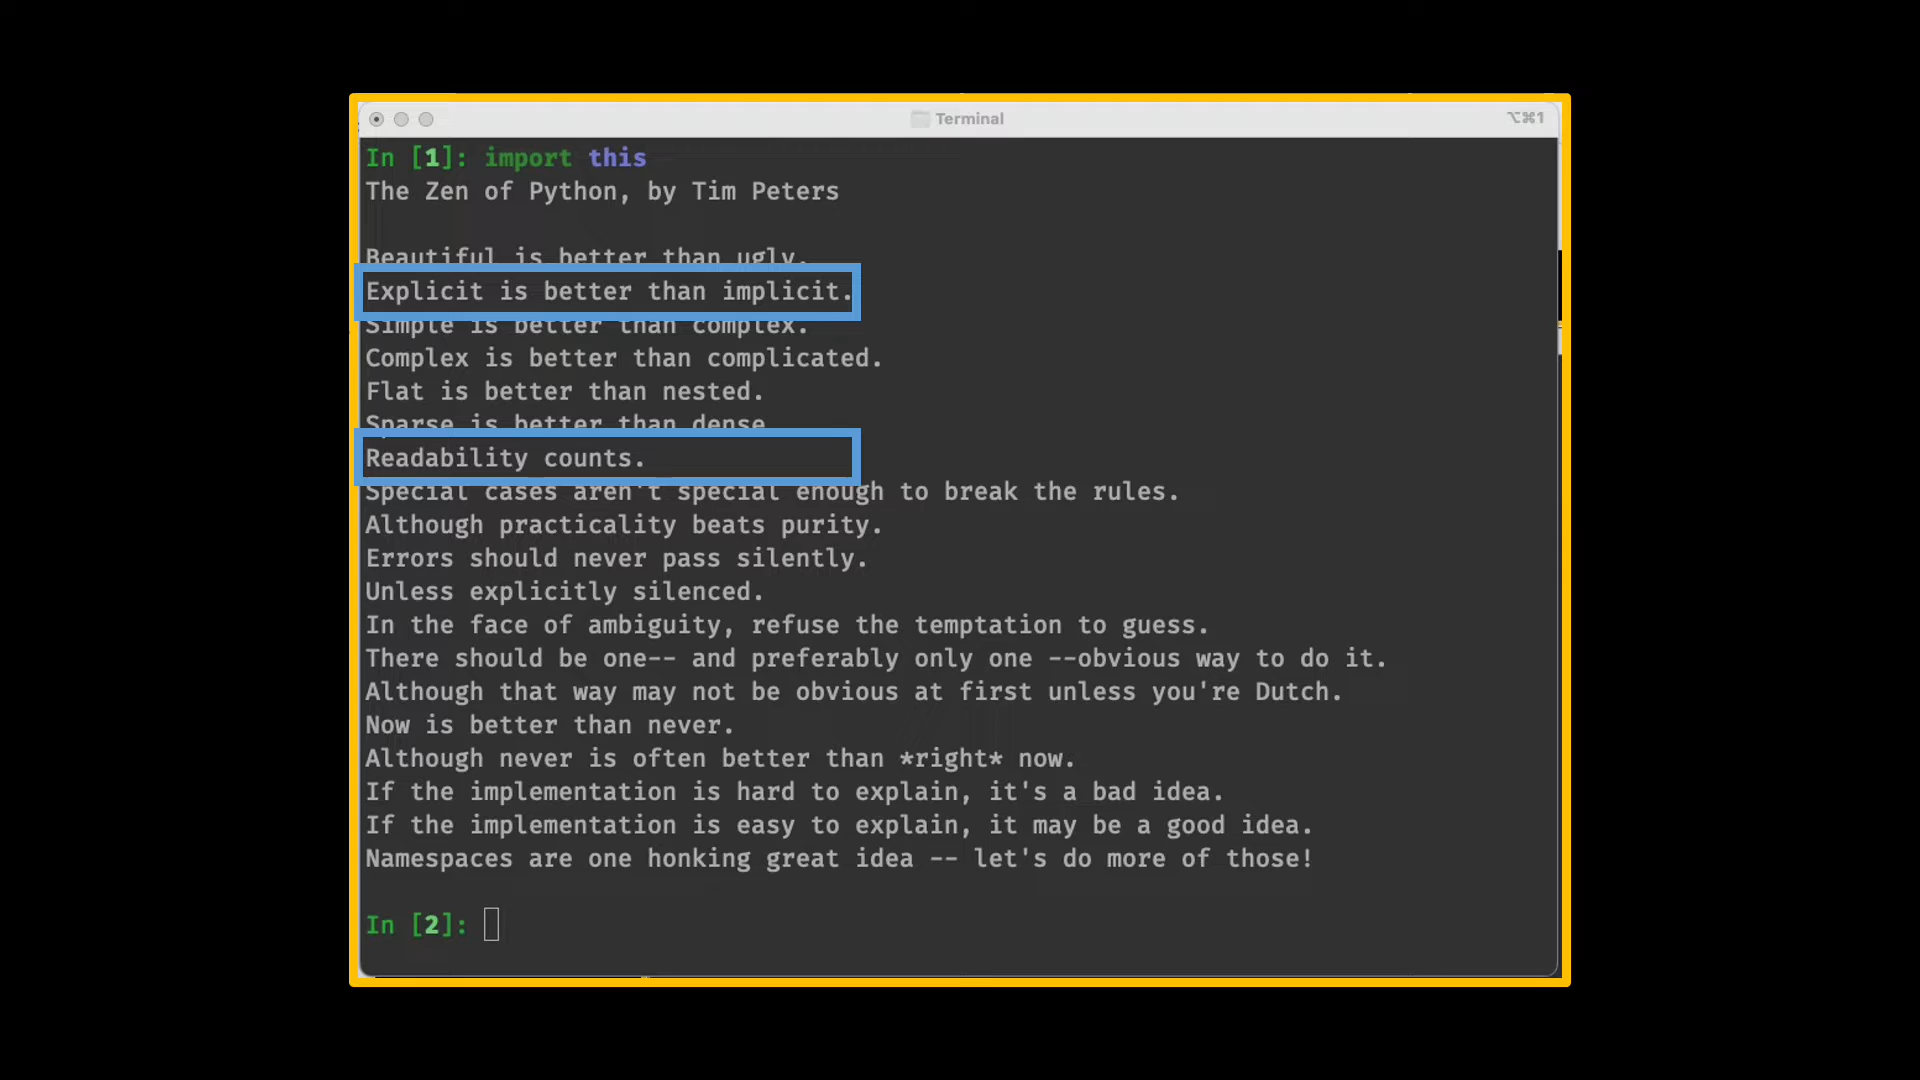 Terminal
⌥⌘1
In [1]: import this
The Zen of Python, by Tim Peters
Beautiful is better than ugly.
Explicit is better than implicit.
Simple is better than complex.
Complex is better than complicated.
Flat is better than nested.
Sparse is better than dense.
Readability counts.
Special cases aren't special enough to break the rules.
Although practicality beats purity.
Errors should never pass silently.
Unless explicitly silenced.
In the face of ambiguity, refuse the temptation to guess.
There should be one-- and preferably only one --obvious way to do it.
Although that way may not be obvious at first unless you're Dutch.
Now is better than never.
Although never is often better than *right* now.
If the implementation is hard to explain, it's a bad idea.
If the implementation is easy to explain, it may be a good idea.
Namespaces are one honking great idea -- let's do more of those!
In [2]: